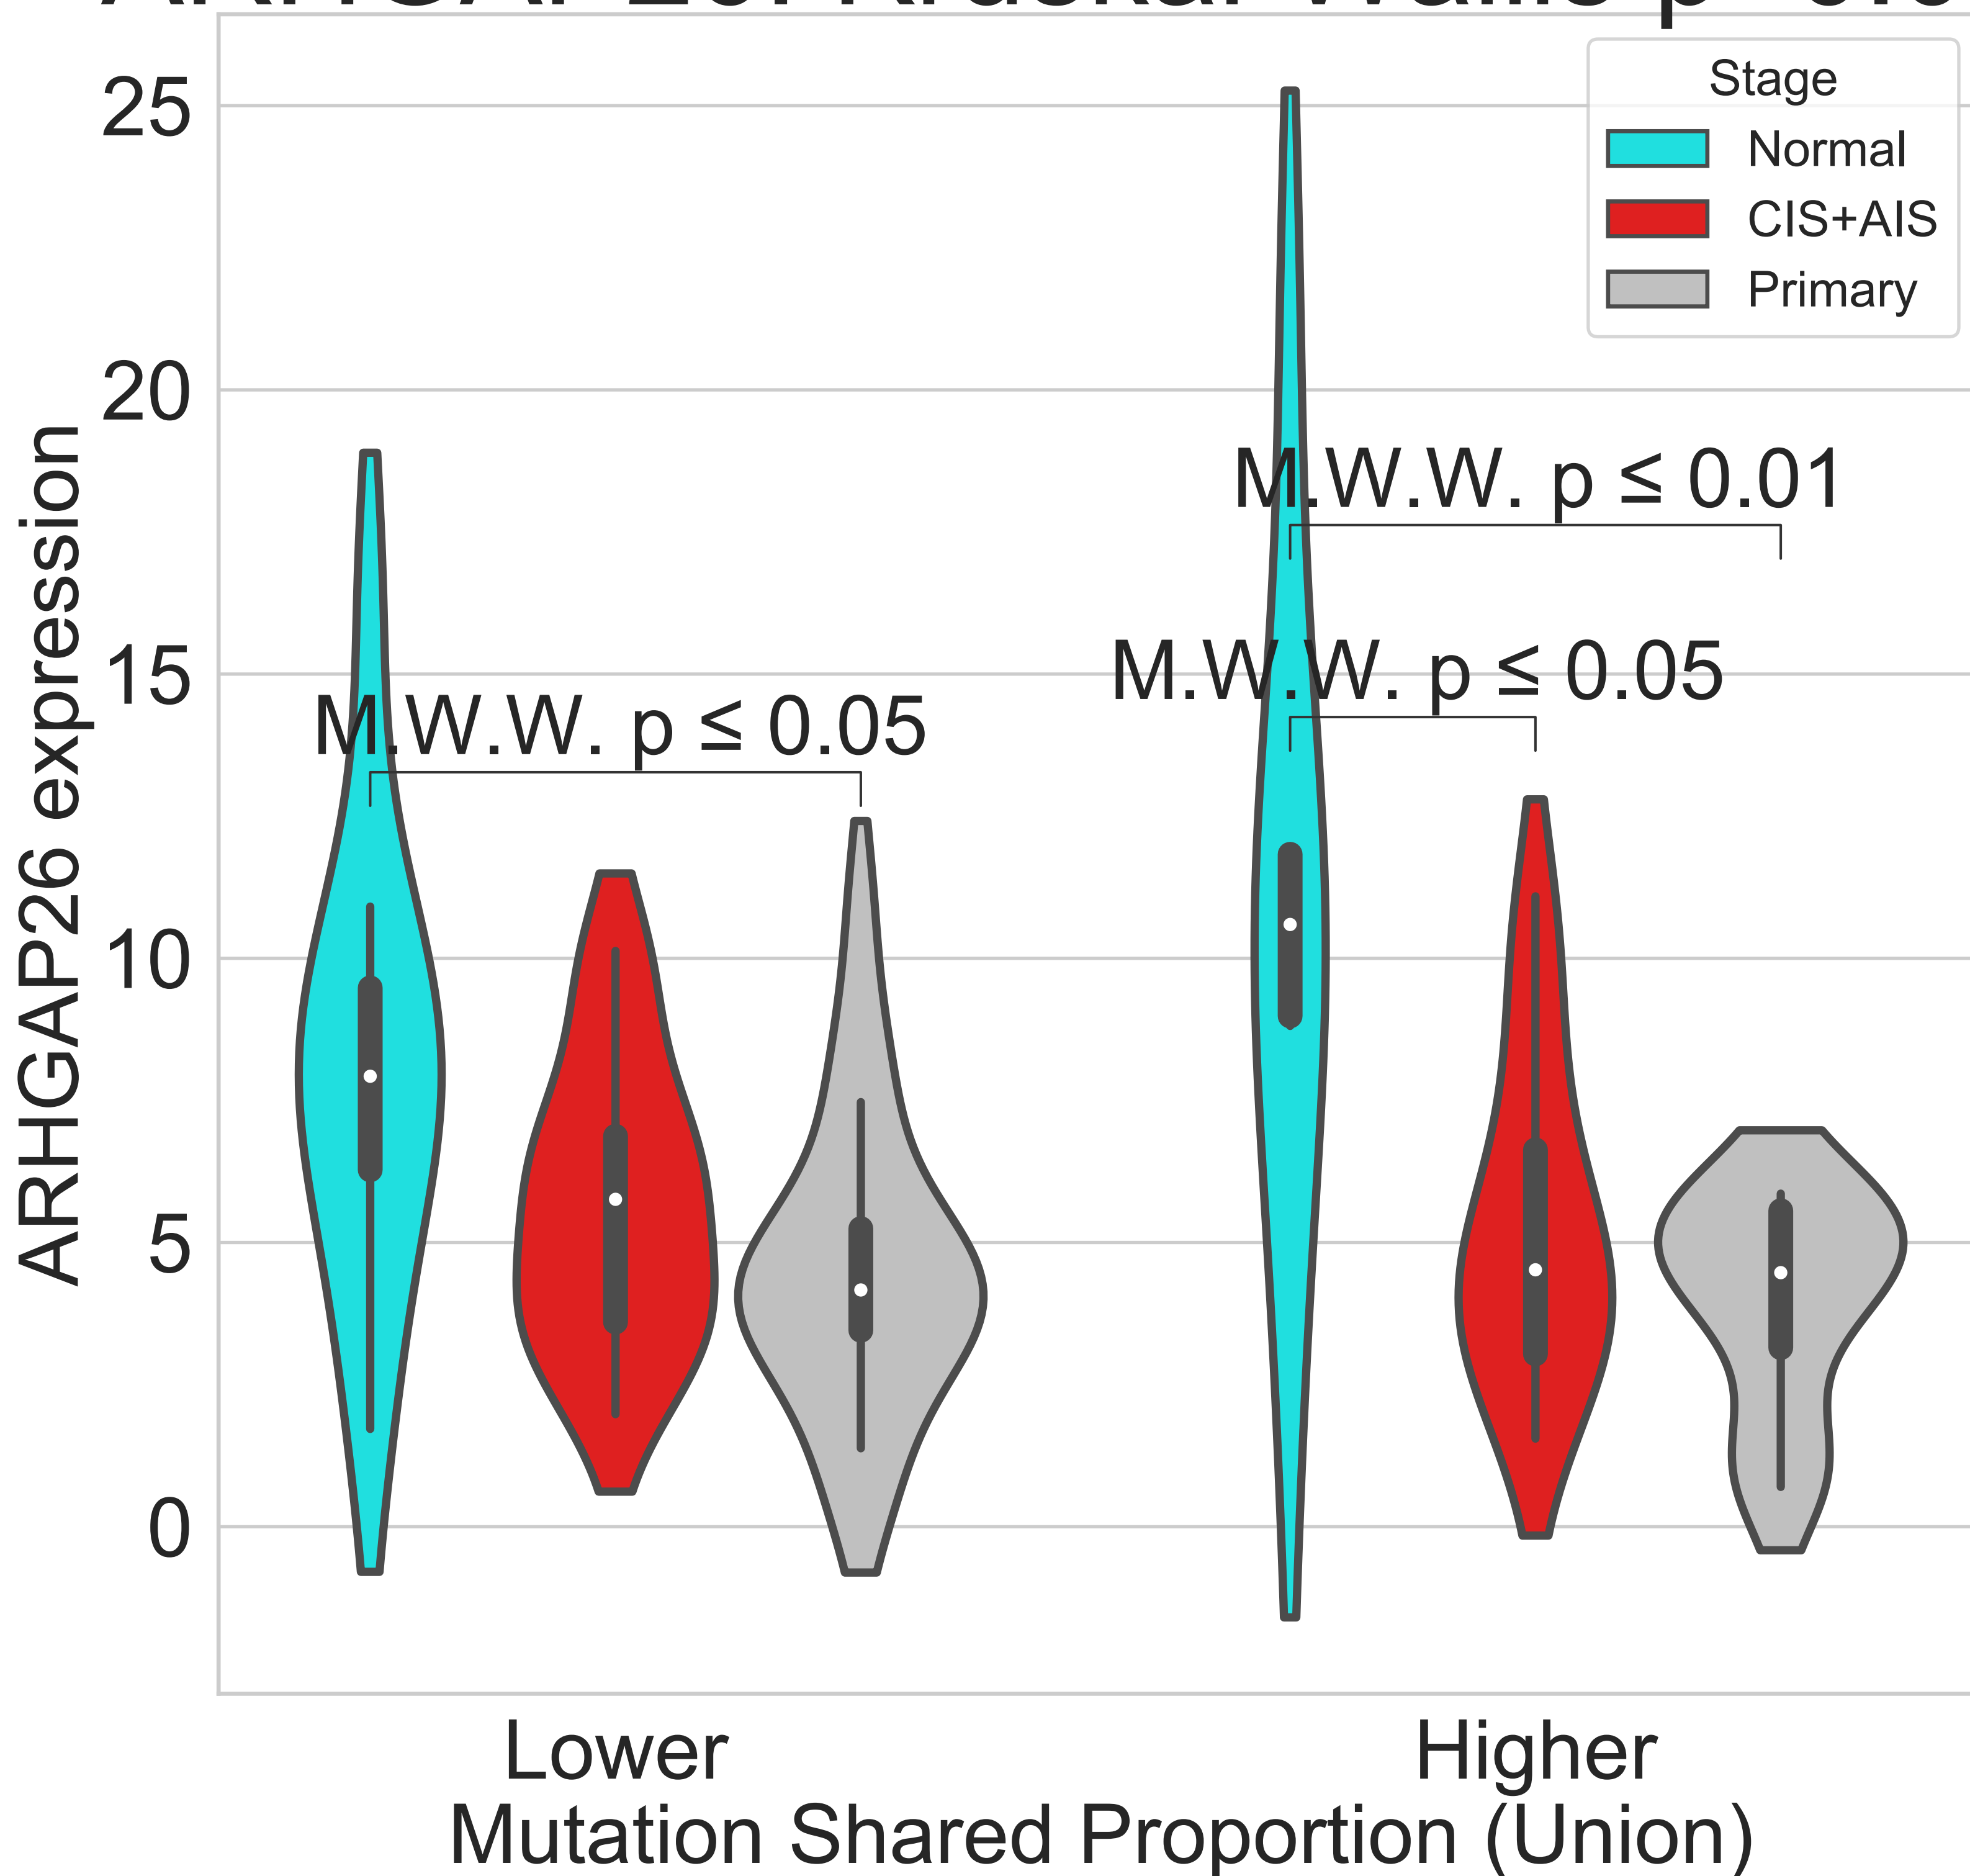 25
20
15
10
5
0
ARHGAP26 expression
Stage
Normal
CIS+AIS
Primary
M.W.W. p ≤ 0.01
M.W.W. p ≤ 0.05
M.W.W. p ≤ 0.05
Lower
Higher
Mutation Shared Proportion (Union)